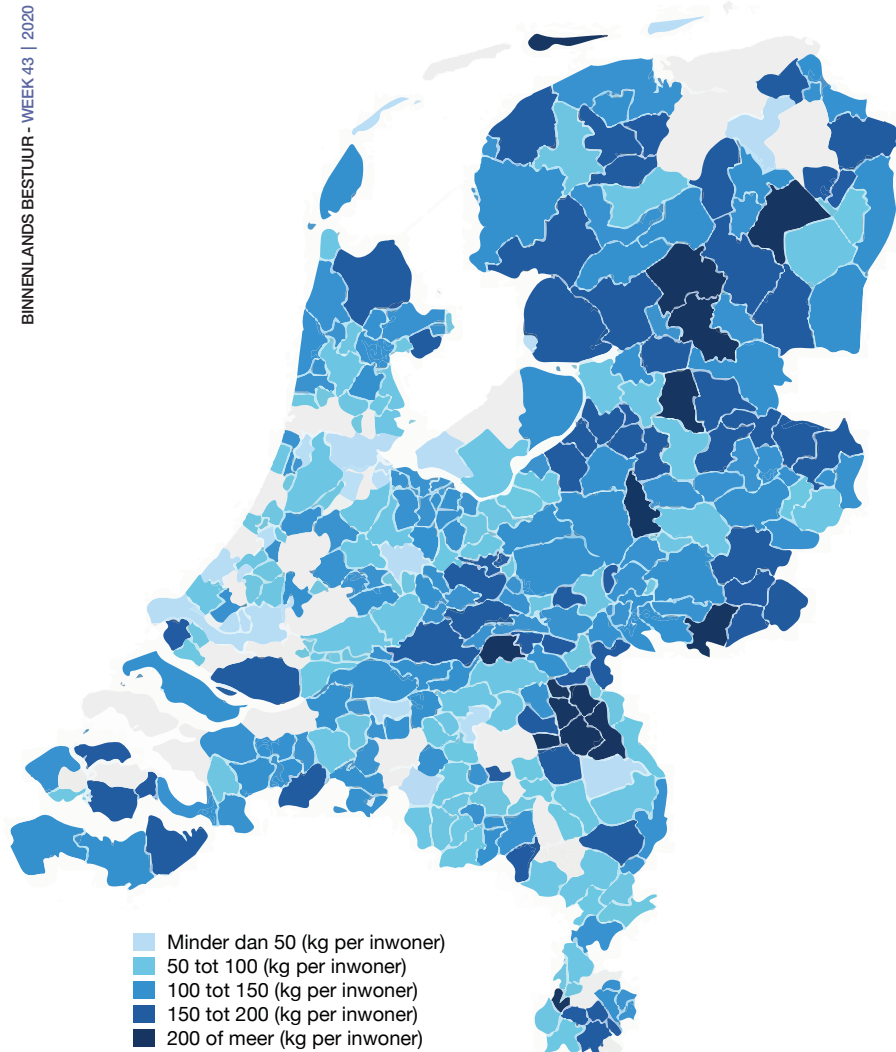 BINNENLANDS BESTUUR - WEEK 43 | 2020
Minder dan 50 (kg per inwoner)
50 tot 100 (kg per inwoner)
100 tot 150 (kg per inwoner)
150 tot 200 (kg per inwoner)
200 of meer (kg per inwoner)